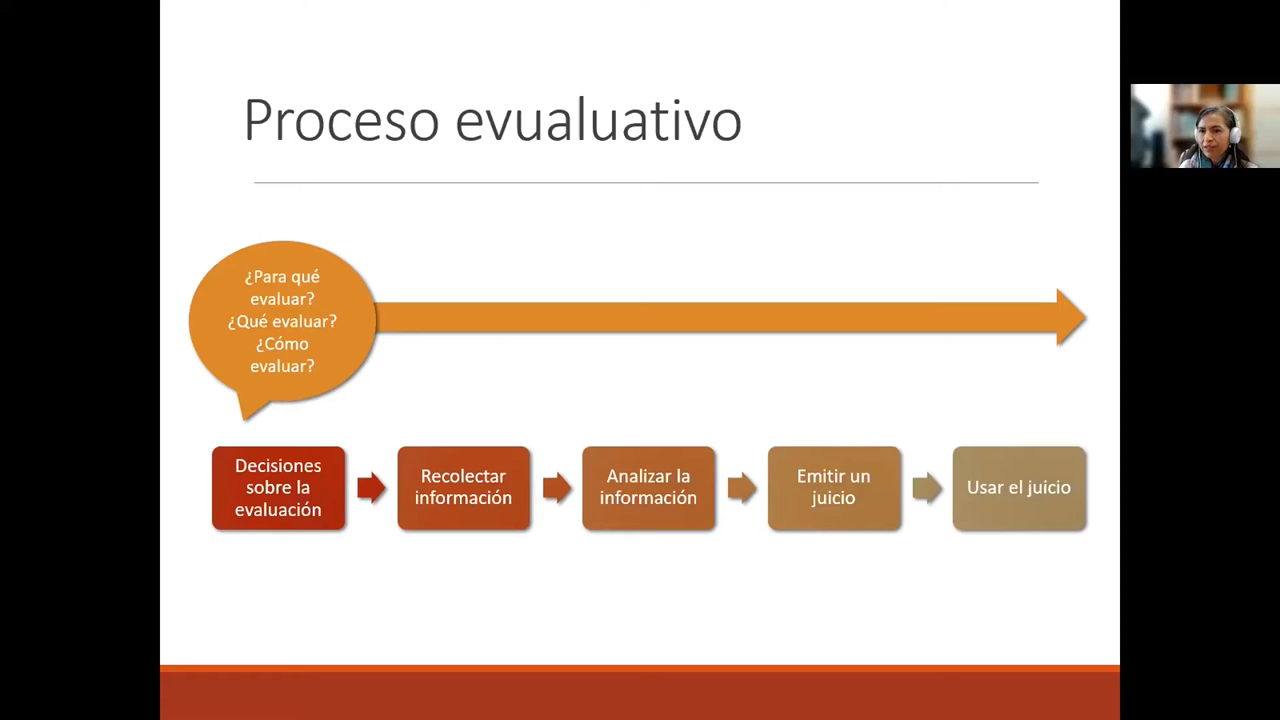 Proceso evualuativo
¿Para qué
evaluar?
¿Qué evaluar?
¿Cómo
evaluar?
Decisiones
sobre la
evaluación
Recolectar
información
Analizar la
información
Emitir un
juicio
Usar el juicio